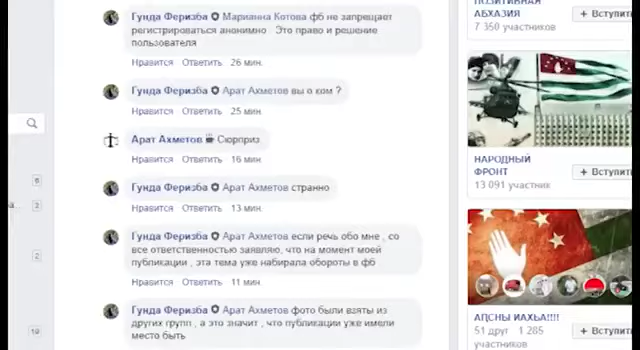 Гунда Феризба Марианна Котова фб не запрещает
регистрироваться анонимно . Это право и решение
пользователя
Нравится Ответить 26 мин.
Гунда Феризба Арат Ахметов вы о ком ?
Нравится Ответить 25 мин.
Арат Ахметов Сюрприз
Нравится Ответить 16 мин.
Гунда Феризба Арат Ахметов странно
Нравится Ответить 13 мин.
Гунда Феризба Арат Ахметов если речь обо мне , со
все ответственностью заявляю, что на момент моей
публикации , эта тема уже набирала обороты в фб
Нравится Ответить 11 мин.
Гунда Феризба Арат Ахметов фото были взяты из
других групп , а это значит , что публикации уже имели
место быть
ПОЗИТИВНАЯ
АБХАЗИЯ
7 350 участников
+ Вступить
НАРОДНЫЙ
ФРОНТ
13 091 участник
+ Вступить
АԤСНЫ ИАХЬА!!!!
51 друг 1 285
участников
+ Вступить